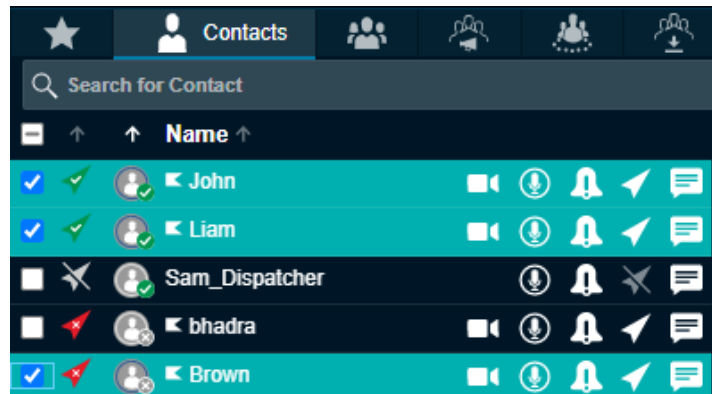 Contacts
Search for Contact
Name
John
Liam
Sam_Dispatcher
bhadra
Brown